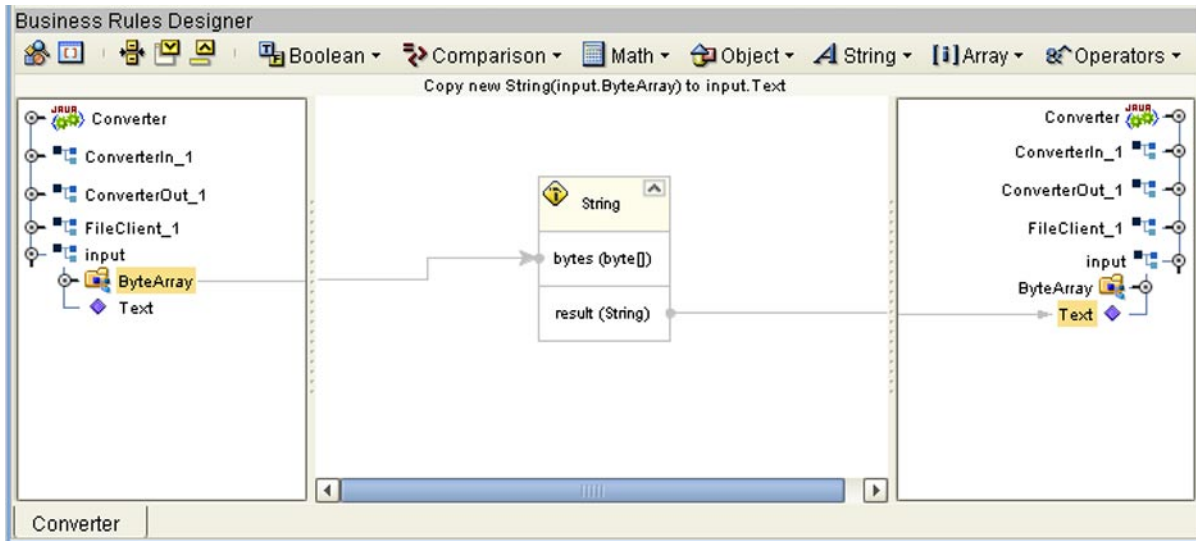 Business Rules Designer
Boolean Comparison Math Object String Array Operators
Copy new String(input.ByteArray) to input.Text
JAVA
Converter
ConverterIn_1
ConverterOut_1
FileClient_1
input
ByteArray
Text
String
bytes (byte[])
result (String)
JAVA
Converter
ConverterIn_1
ConverterOut_1
FileClient_1
input
ByteArray
Text
Converter